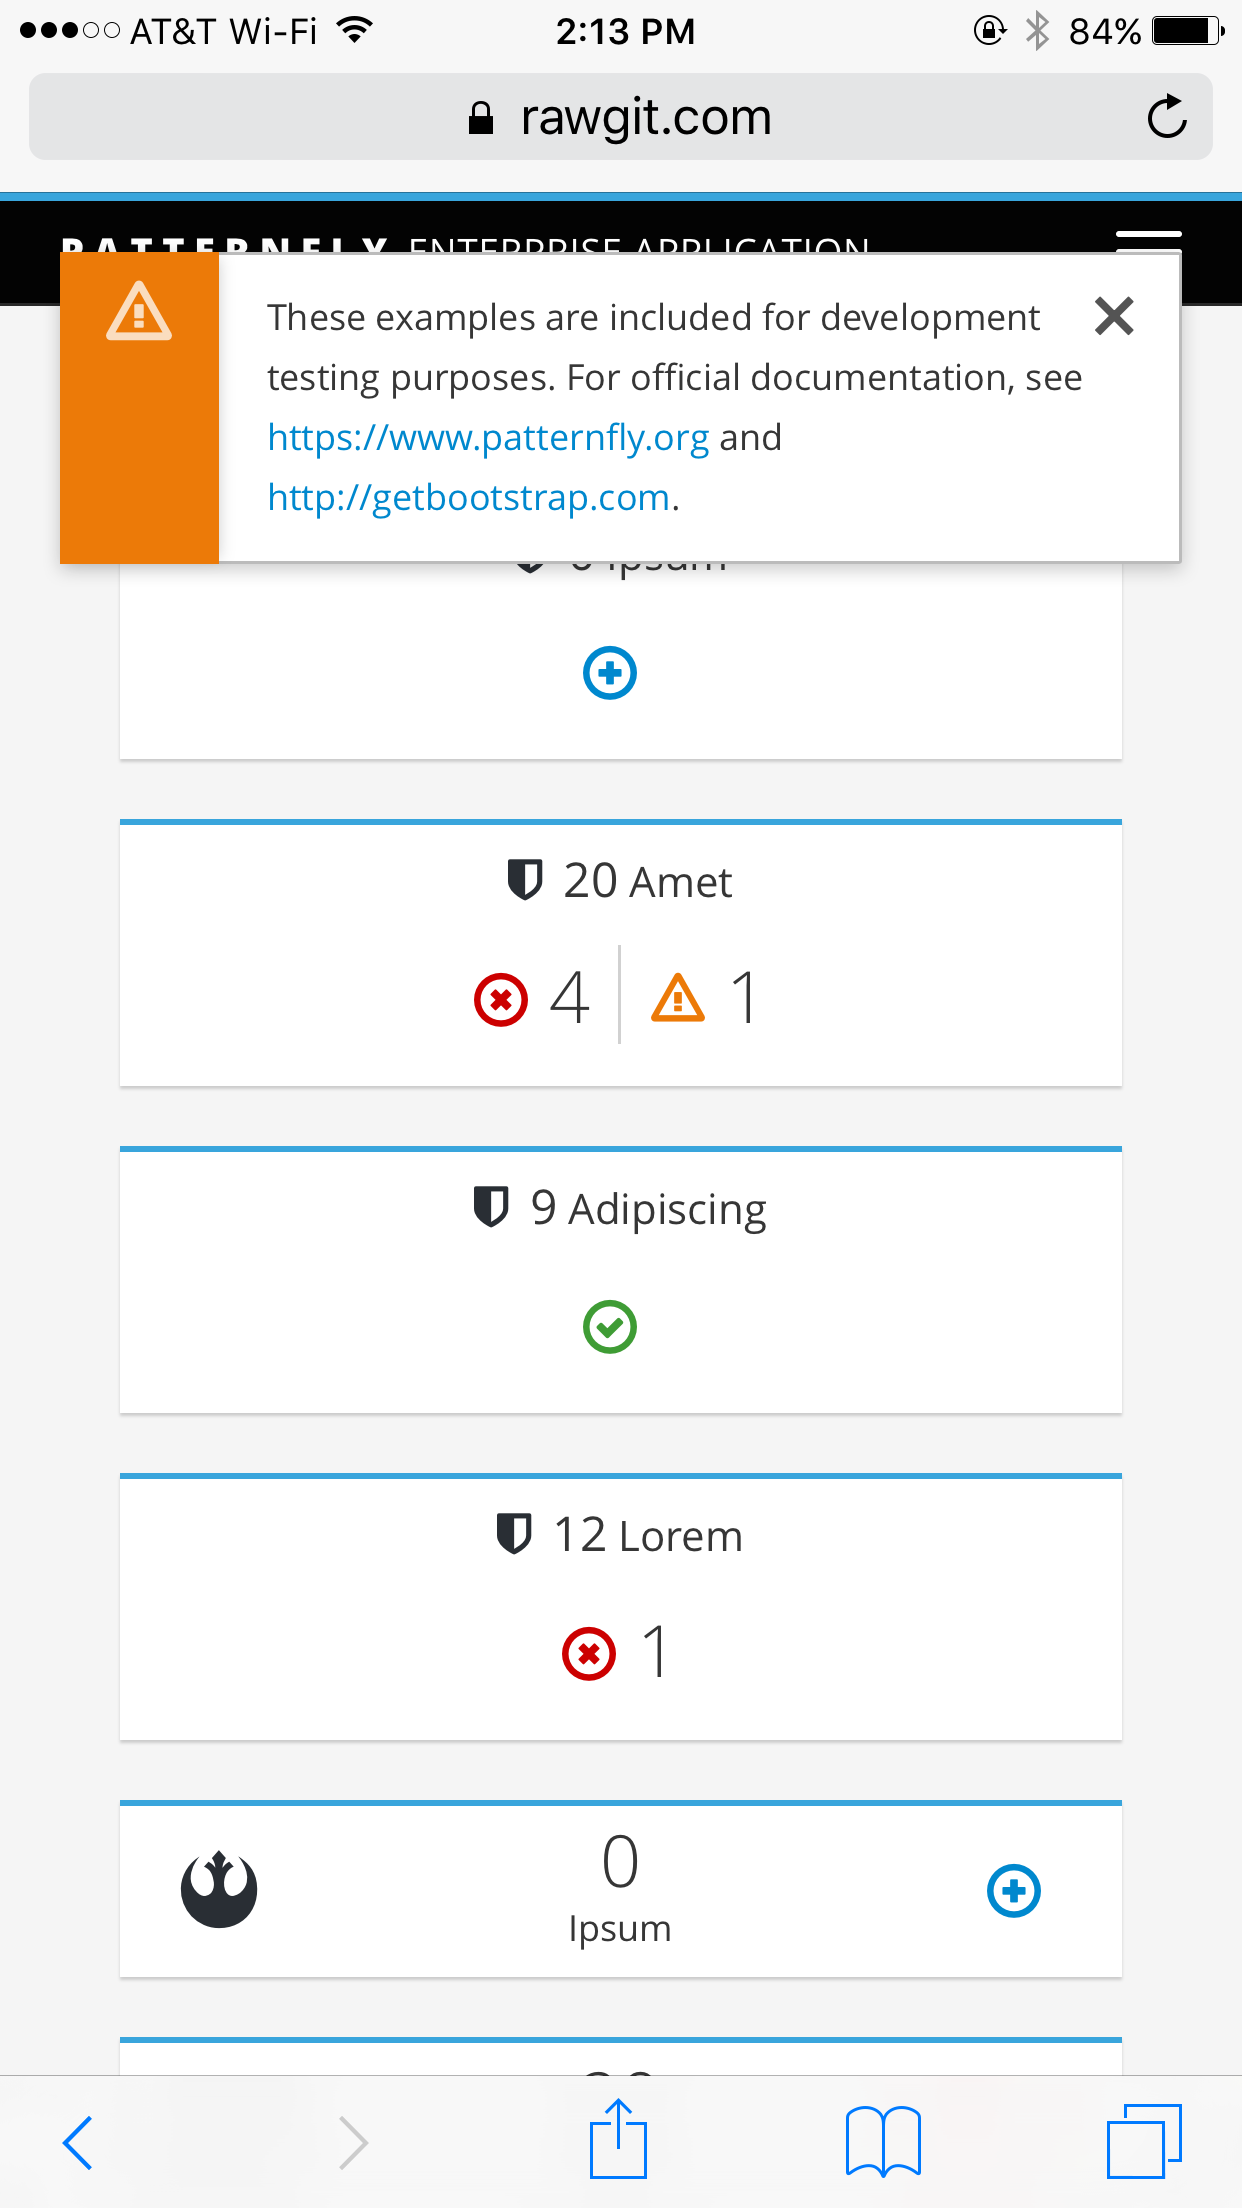 AT&T Wi-Fi 2:13 PM 84%
rawgit.com
PATTERNFLY ENTERPRISE APPLICATION
These examples are included for development
testing purposes. For official documentation, see
https://www.patternfly.org and
http://getbootstrap.com.
Ipsum
20 Amet
4 1
9 Adipiscing
12 Lorem
1
0
Ipsum